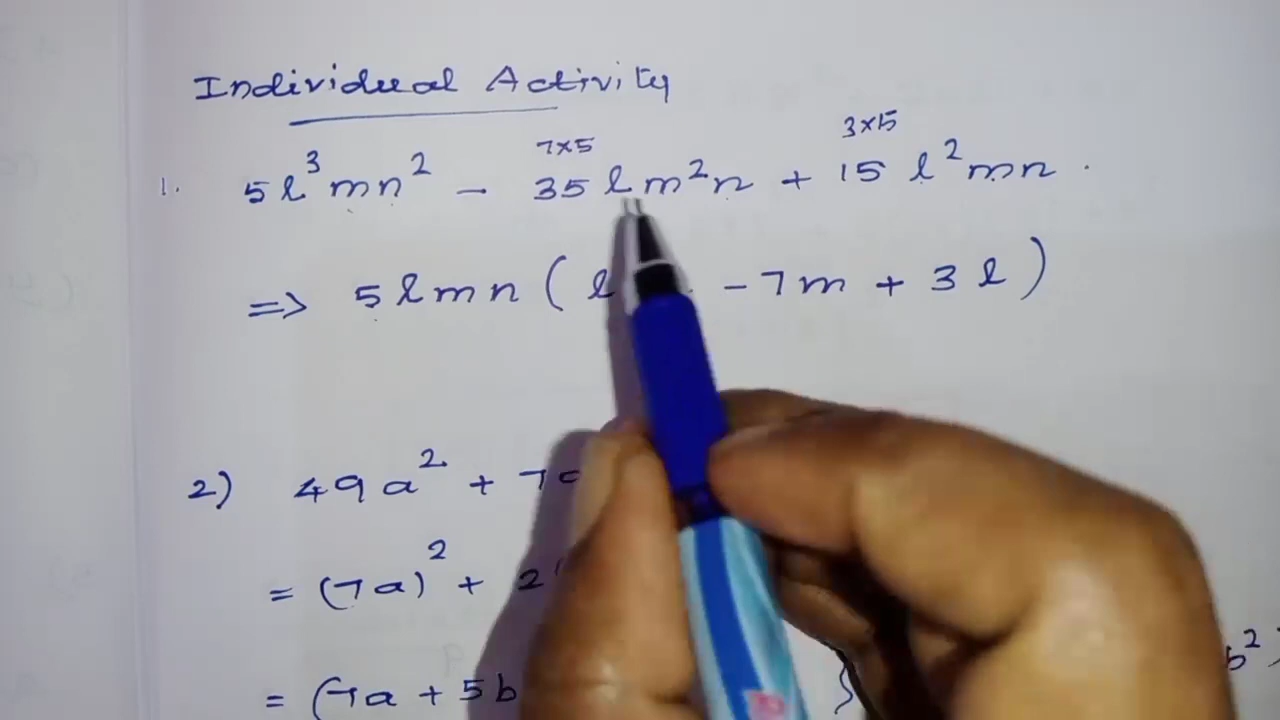 Individual Activity
7×5 3×15
1. 5l³mn² - 35lm²n + 15l²mn.
=> 5lmn(l - 7m + 3l)
2) 49a² + 7
= (7a)² + 2
= (7a + 5b
b²)